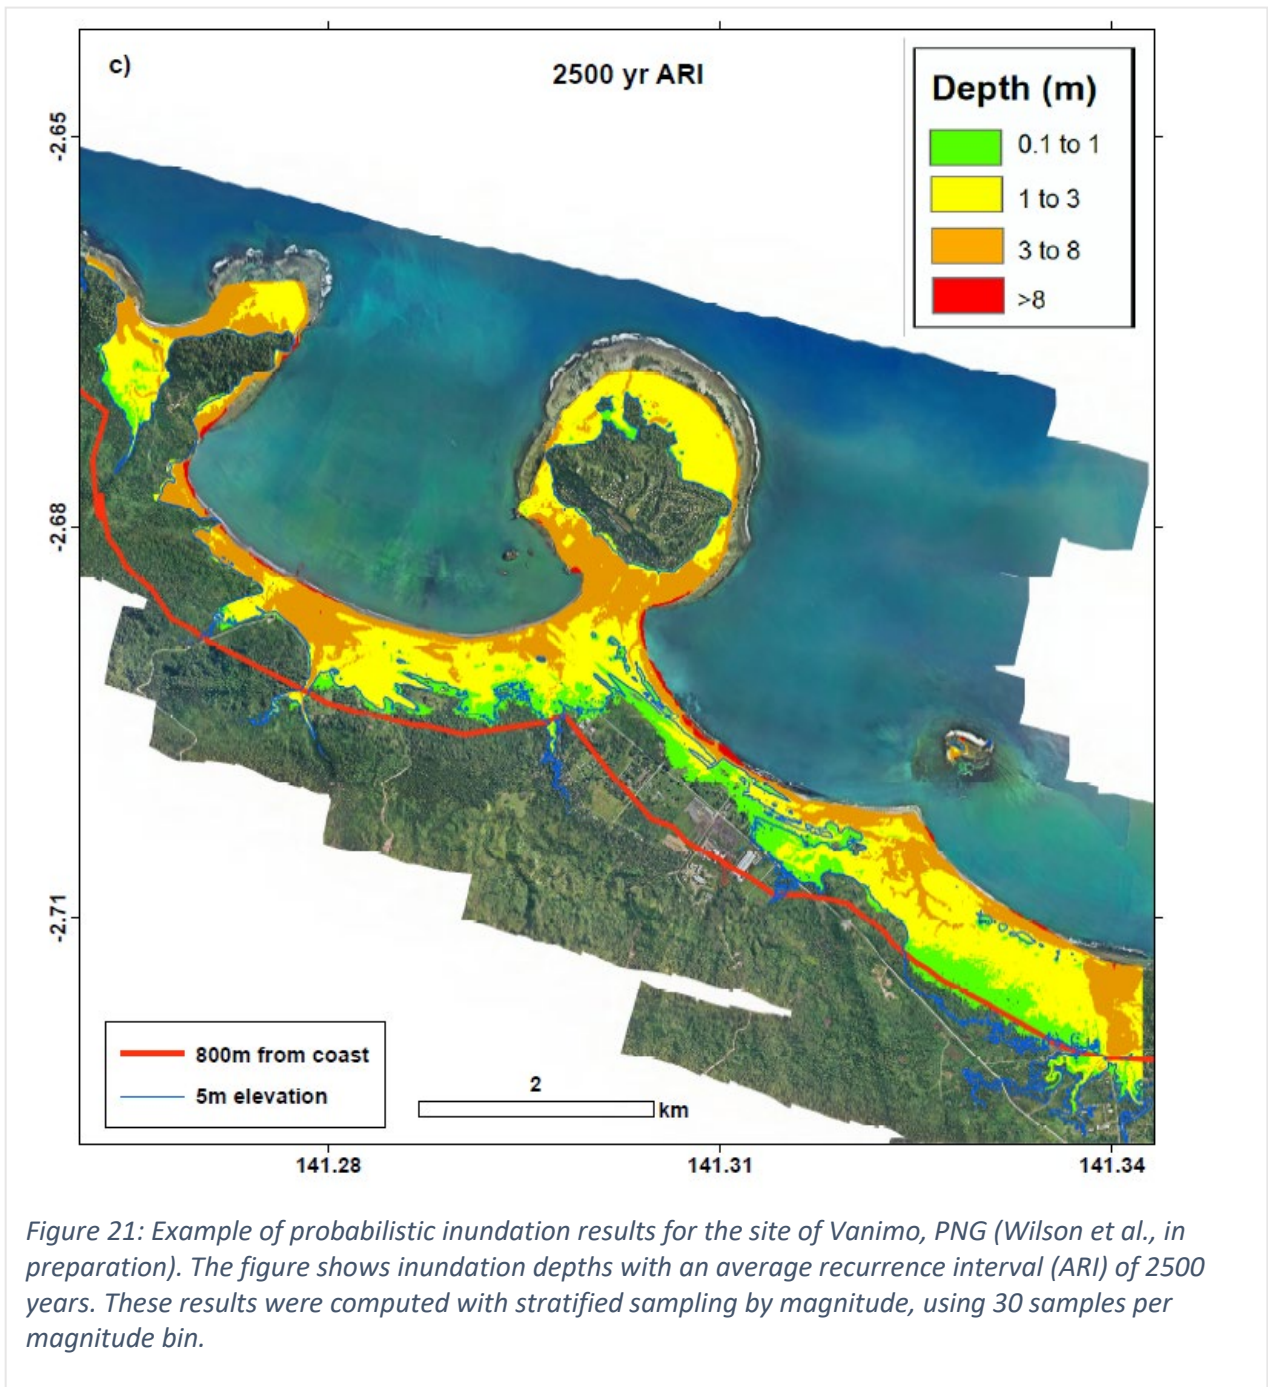 c)
2500 yr ARI
Depth (m)
0.1 to 1
1 to 3
3 to 8
>8
-2.65
-2.68
-2.71
800m from coast
5m elevation
2
km
141.28
141.31
141.34
Figure 21: Example of probabilistic inundation results for the site of Vanimo, PNG (Wilson et al., in
preparation). The figure shows inundation depths with an average recurrence interval (ARI) of 2500
years. These results were computed with stratified sampling by magnitude, using 30 samples per
magnitude bin.